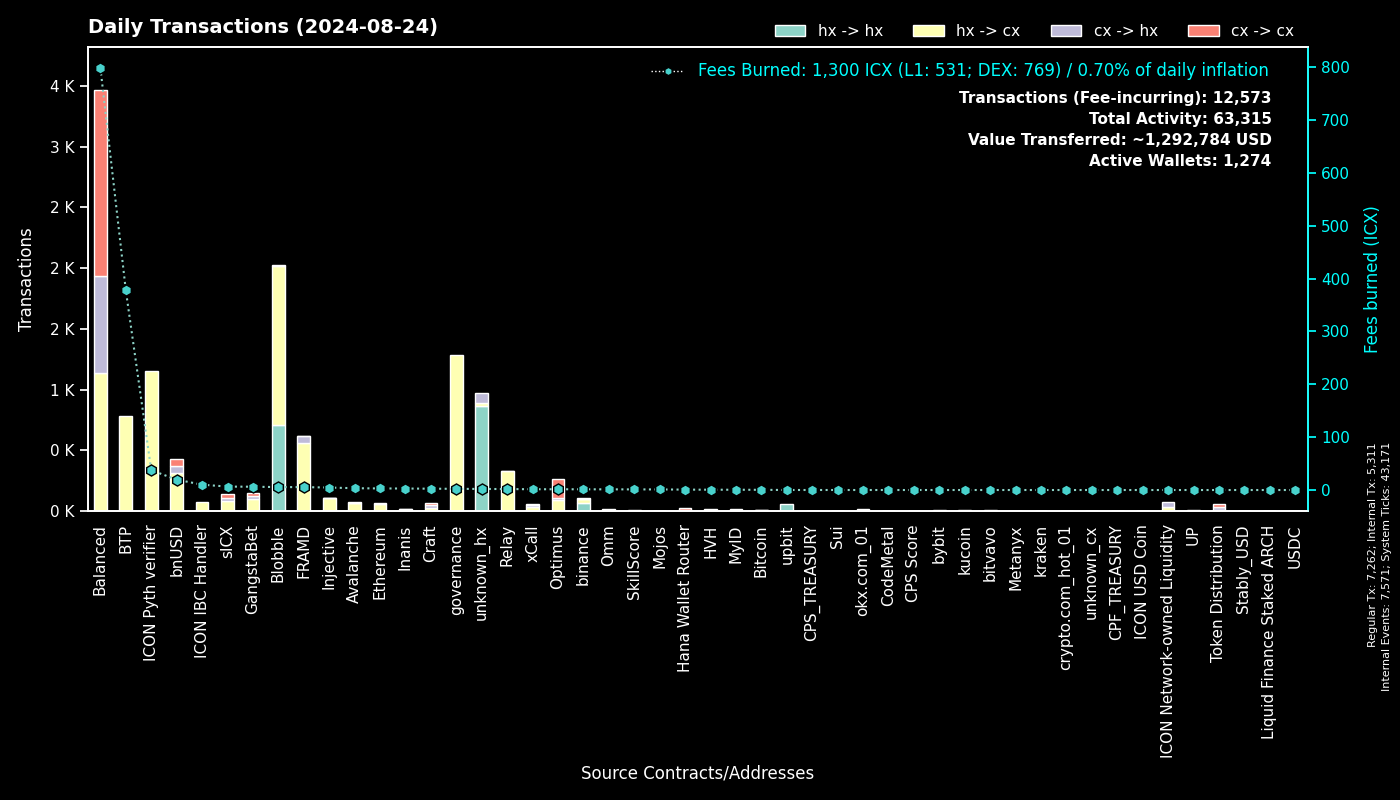 Daily Transactions (2024-08-24)
hx -> hx
hx -> cx
cx -> hx
cx -> cx
Fees Burned: 1,300 ICX (L1: 531; DEX: 769) / 0.70% of daily inflation
Transactions (Fee-incurring): 12,573
Total Activity: 63,315
Value Transferred: ~1,292,784 USD
Active Wallets: 1,274
Transactions
4 K
3 K
2 K
2 K
2 K
1 K
0 K
0 K
800
700
600
500
400
300
200
100
0
Fees burned (ICX)
Balanced
BTP
ICON Pyth verifier
bnUSD
ICON IBC Handler
sICX
GangstaBet
Blobble
FRAMD
Injective
Avalanche
Ethereum
Inanis
Craft
governance
unknown_hx
Relay
xCall
Optimus
binance
Omm
SkillScore
Mojos
Hana Wallet Router
HVH
MyID
Bitcoin
upbit
CPS_TREASURY
Sui
okx.com_01
CodeMetal
CPS Score
bybit
kucoin
bitvavo
Metanyx
kraken
crypto.com_hot_01
unknown_cx
CPF_TREASURY
ICON USD Coin
ICON Network-owned Liquidity
UP
Token Distribution
Stably_USD
Liquid Finance Staked ARCH
USDC
Source Contracts/Addresses
Regular Tx: 7,262; Internal Tx: 5,311
Internal Events: 7,571; System Ticks: 43,171